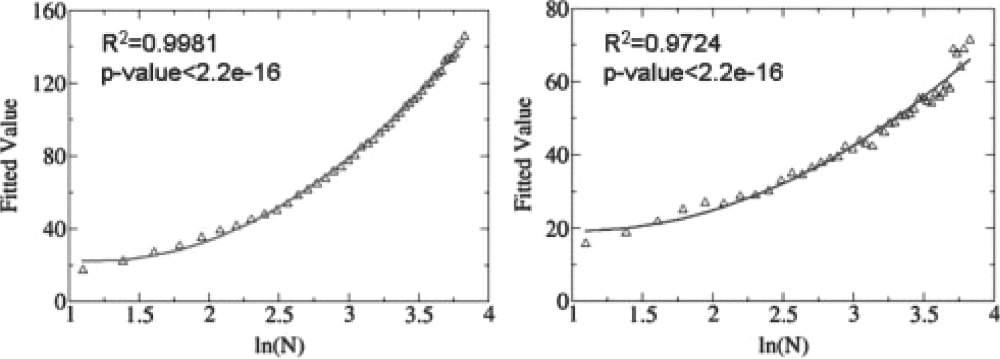 160
120
80
40
0
Fitted Value
R²=0.9981
p-value<2.2e-16
1 1.5 2 2.5 3 3.5 4
ln(N)
80
60
40
20
0
Fitted Value
R²=0.9724
p-value<2.2e-16
1 1.5 2 2.5 3 3.5 4
ln(N)